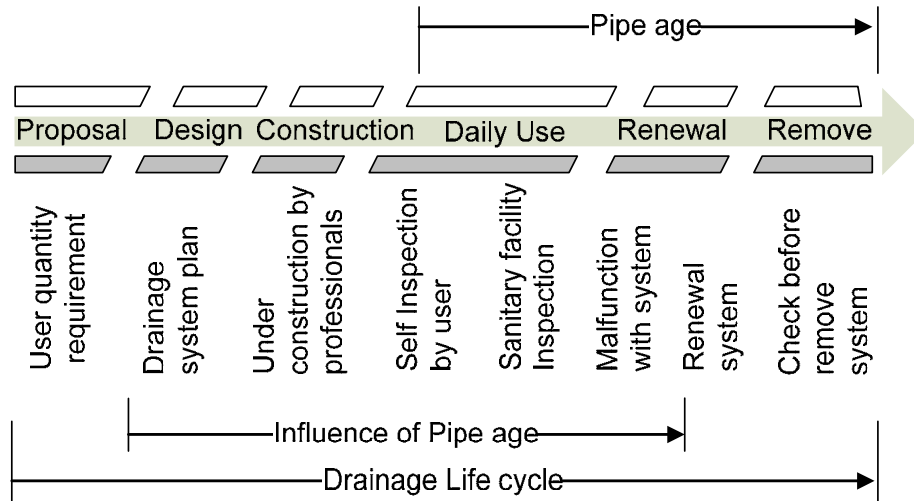 Pipe age
Proposal Design Construction Daily Use Renewal Remove
User quantity
requirement
Drainage
system plan
Under
construction by
professionals
Self Inspection
by user
Sanitary facility
Inspection
Malfunction
with system
Renewal
system
Check before
remove
system
Influence of Pipe age
Drainage Life cycle